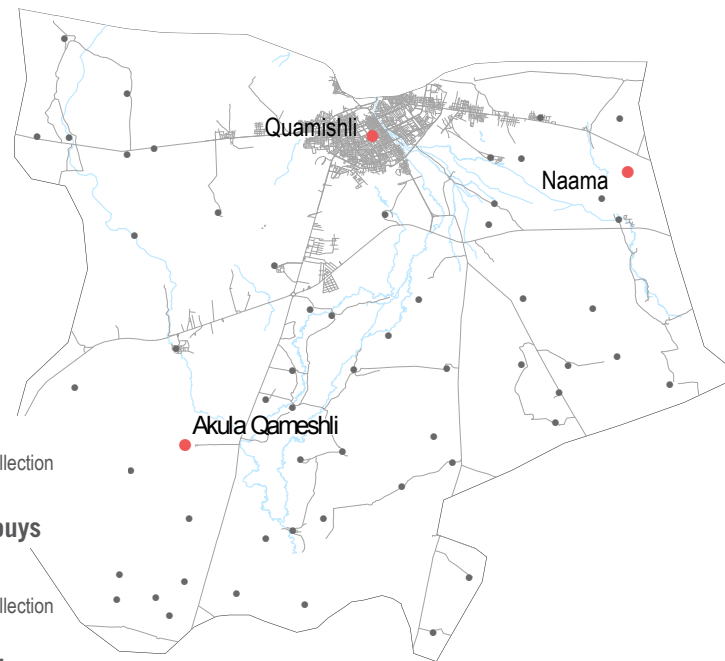 Quamishli
Naama
Akula Qameshli
llection
buys
llection